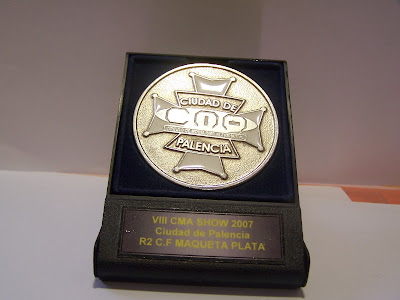 CIUDAD DE
CMA
PALENCIA
VIII CMA SHOW 2007
Ciudad de Palencia
R2 C.F MAQUETA PLATA